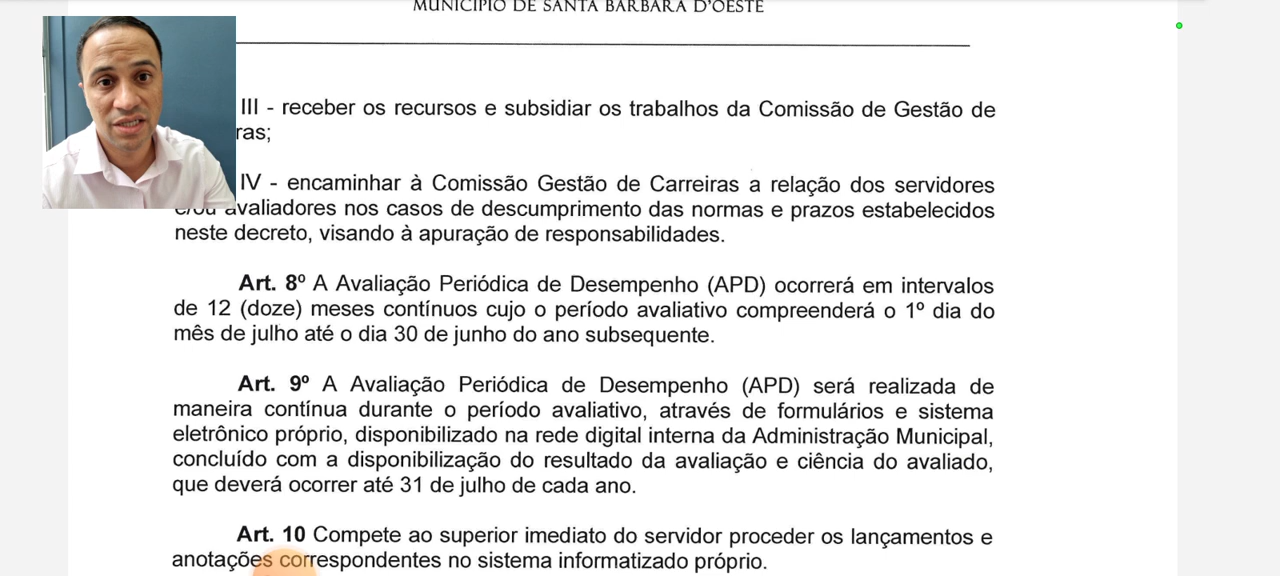 MUNICÍPIO DE SANTA BÁRBARA D'OESTE
III - receber os recursos e subsidiar os trabalhos da Comissão de Gestão de
ras;
IV - encaminhar à Comissão Gestão de Carreiras a relação dos servidores
e/ou avaliadores nos casos de descumprimento das normas e prazos estabelecidos
neste decreto, visando à apuração de responsabilidades.
Art. 8º A Avaliação Periódica de Desempenho (APD) ocorrerá em intervalos
de 12 (doze) meses contínuos cujo o período avaliativo compreenderá o 1º dia do
mês de julho até o dia 30 de junho do ano subsequente.
Art. 9º A Avaliação Periódica de Desempenho (APD) será realizada de
maneira contínua durante o período avaliativo, através de formulários e sistema
eletrônico próprio, disponibilizado na rede digital interna da Administração Municipal,
concluído com a disponibilização do resultado da avaliação e ciência do avaliado,
que deverá ocorrer até 31 de julho de cada ano.
Art. 10 Compete ao superior imediato do servidor proceder os lançamentos e
anotações correspondentes no sistema informatizado próprio.